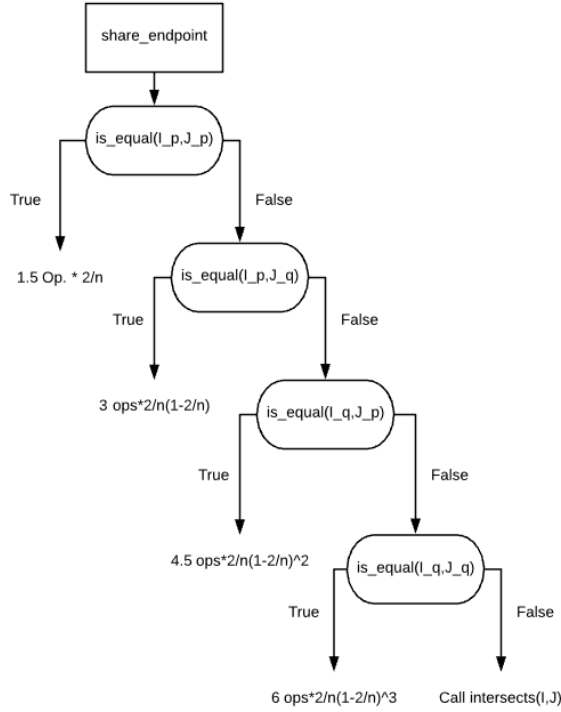 share_endpoint
is_equal(I_p,J_p)
True
False
1.5 Op. * 2/n
is_equal(I_p,J_q)
True
False
3 ops*2/n(1-2/n)
is_equal(I_q,J_p)
True
False
4.5 ops*2/n(1-2/n)^2
is_equal(I_q,J_q)
True
False
6 ops*2/n(1-2/n)^3
Call intersects(I,J)